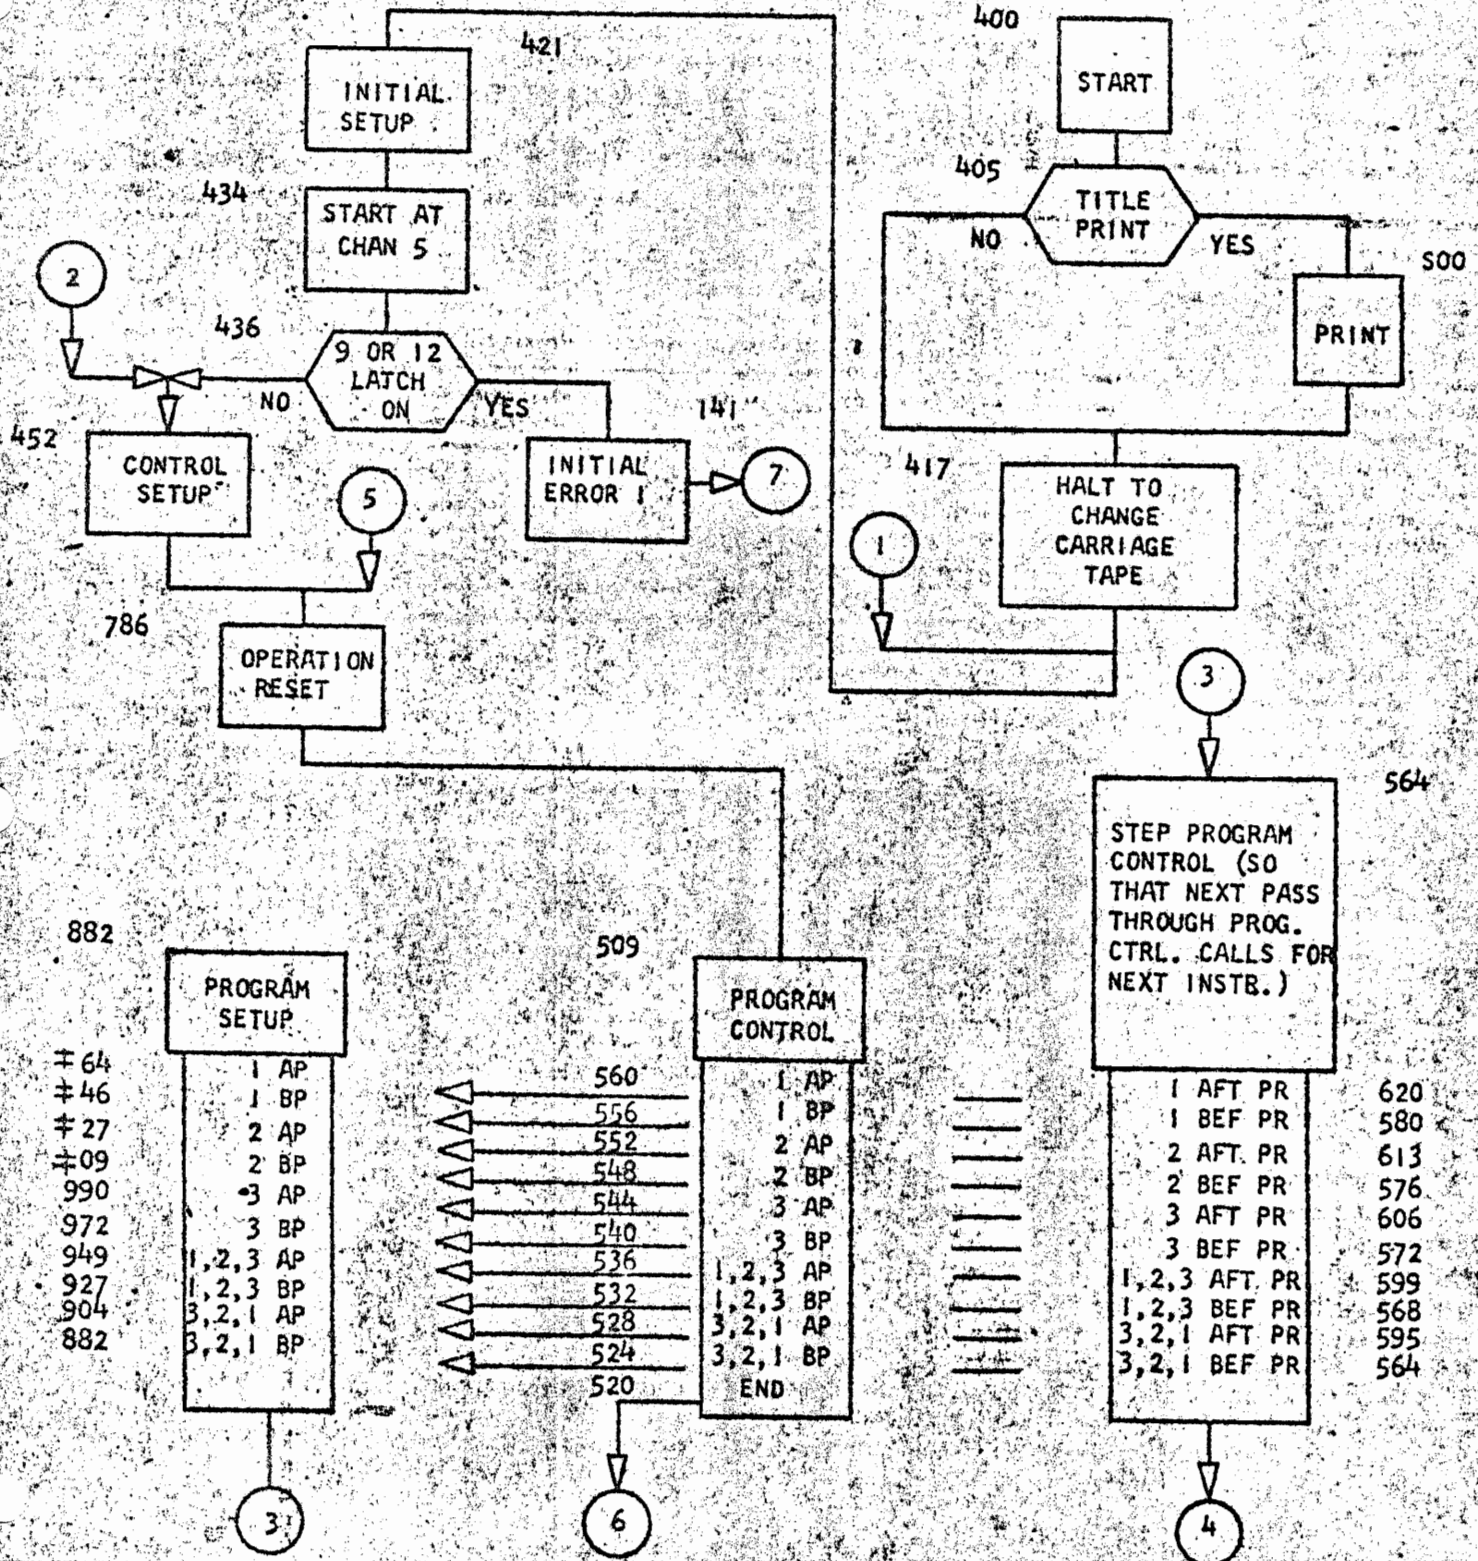 400
START
405
TITLE
PRINT
NO
YES
500
PRINT
417
HALT TO
CHANGE
CARRIAGE
TAPE
1
421
INITIAL
SETUP
434
START AT
CHAN 5
2
436
9 OR 12
LATCH
ON
NO
YES
141
INITIAL
ERROR 1
7
452
CONTROL
SETUP
5
786
OPERATION
RESET
882
PROGRAM
SETUP
‡64 1 AP
‡46 1 BP
‡27 2 AP
‡09 2 BP
990 3 AP
972 3 BP
949 1,2,3 AP
927 1,2,3 BP
904 3,2,1 AP
882 3,2,1 BP
3
509
PROGRAM
CONTROL
560 1 AP
556 1 BP
552 2 AP
548 2 BP
544 3 AP
540 3 BP
536 1,2,3 AP
532 1,2,3 BP
528 3,2,1 AP
524 3,2,1 BP
520 END
6
3
564
STEP PROGRAM
CONTROL (SO
THAT NEXT PASS
THROUGH PROG.
CTRL. CALLS FOR
NEXT INSTR.)
1 AFT PR 620
1 BEF PR 580
2 AFT PR 613
2 BEF PR 576
3 AFT PR 606
3 BEF PR 572
1,2,3 AFT PR 599
1,2,3 BEF PR 568
3,2,1 AFT PR 595
3,2,1 BEF PR 564
4